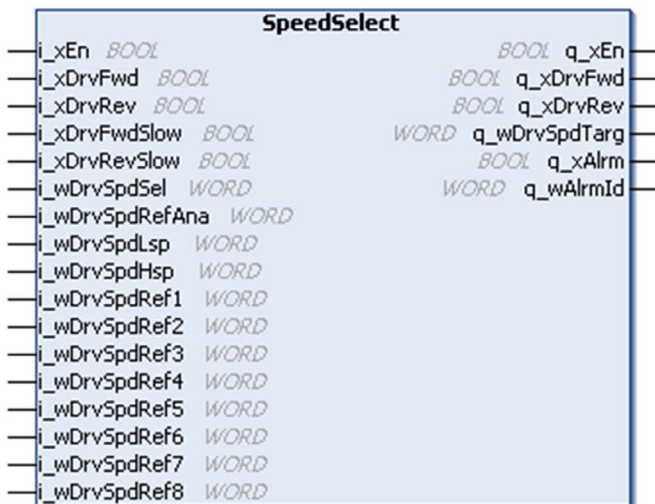 SpeedSelect
i_xEn BOOL BOOL q_xEn
i_xDrvFwd BOOL BOOL q_xDrvFwd
i_xDrvRev BOOL BOOL q_xDrvRev
i_xDrvFwdSlow BOOL WORD q_wDrvSpdTarg
i_xDrvRevSlow BOOL BOOL q_xAlrm
i_wDrvSpdSel WORD WORD q_wAlrmId
i_wDrvSpdRefAna WORD
i_wDrvSpdLsp WORD
i_wDrvSpdHsp WORD
i_wDrvSpdRef1 WORD
i_wDrvSpdRef2 WORD
i_wDrvSpdRef3 WORD
i_wDrvSpdRef4 WORD
i_wDrvSpdRef5 WORD
i_wDrvSpdRef6 WORD
i_wDrvSpdRef7 WORD
i_wDrvSpdRef8 WORD